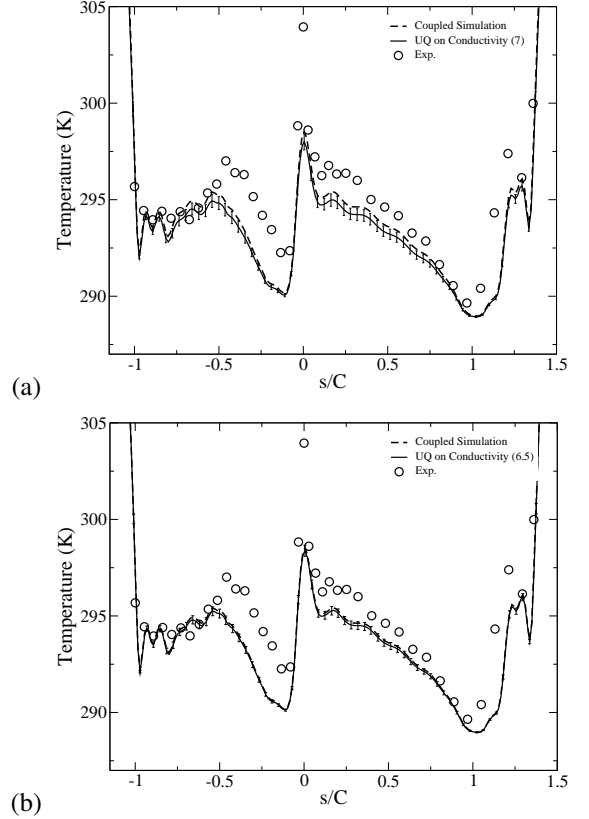 305
Coupled Simulation
UQ on Conductivity (7)
Exp.
300
295
290
Temperature (K)
-1
-0.5
0
0.5
1
1.5
s/C
(a)
305
Coupled Simulation
UQ on Conductivity (6.5)
Exp.
300
295
290
Temperature (K)
-1
-0.5
0
0.5
1
1.5
s/C
(b)